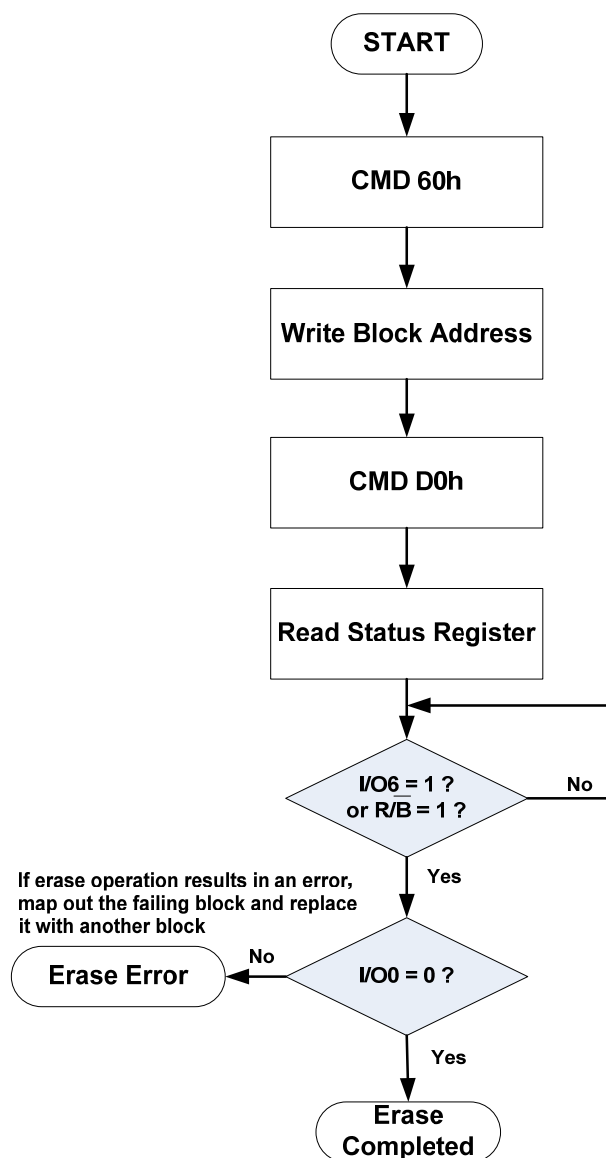 START
CMD 60h
Write Block Address
CMD D0h
Read Status Register
I/O6 = 1 ?
or R/B̅ = 1 ?
No
Yes
If erase operation results in an error,
map out the failing block and replace
it with another block
Erase Error
No
I/O0 = 0 ?
Yes
Erase
Completed